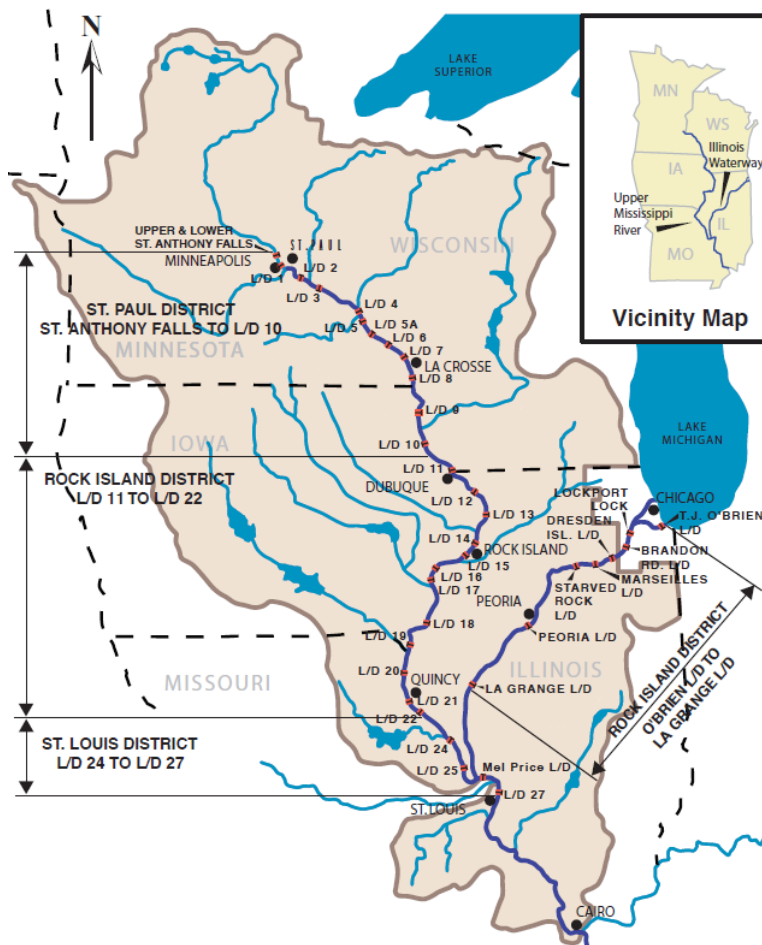 N
LAKE
SUPERIOR
MN
WS
Illinois
Waterway
IA
Upper
Mississippi
River
IL
MO
Vicinity Map
UPPER & LOWER
ST. ANTHONY FALLS
ST. PAUL
MINNEAPOLIS
WISCONSIN
L/D 1
L/D 2
L/D 3
ST. PAUL DISTRICT
ST. ANTHONY FALLS TO L/D 10
L/D 4
L/D 5
L/D 5A
L/D 6
L/D 7
MINNESOTA
LA CROSSE
L/D 8
L/D 9
LAKE
MICHIGAN
IOWA
L/D 10
L/D 11
ROCK ISLAND DISTRICT
L/D 11 TO L/D 22
DUBUQUE
L/D 12
L/D 13
LOCKPORT
LOCK
CHICAGO
T.J. O'BRIEN
L/D
DRESDEN
ISL. L/D
L/D 14
ROCK ISLAND
L/D 15
BRANDON
RD. L/D
L/D 16
L/D 17
MARSEILLES
L/D
STARVED
ROCK
L/D
PEORIA
L/D 18
PEORIA L/D
L/D 19
L/D 20
MISSOURI
QUINCY
ILLINOIS
ROCK ISLAND DISTRICT
O'BRIEN L/D TO
LA GRANGE L/D
LA GRANGE L/D
L/D 21
L/D 22
ST. LOUIS DISTRICT
L/D 24 TO L/D 27
L/D 24
L/D 25
Mel Price L/D
L/D 27
ST. LOUIS
CAIRO